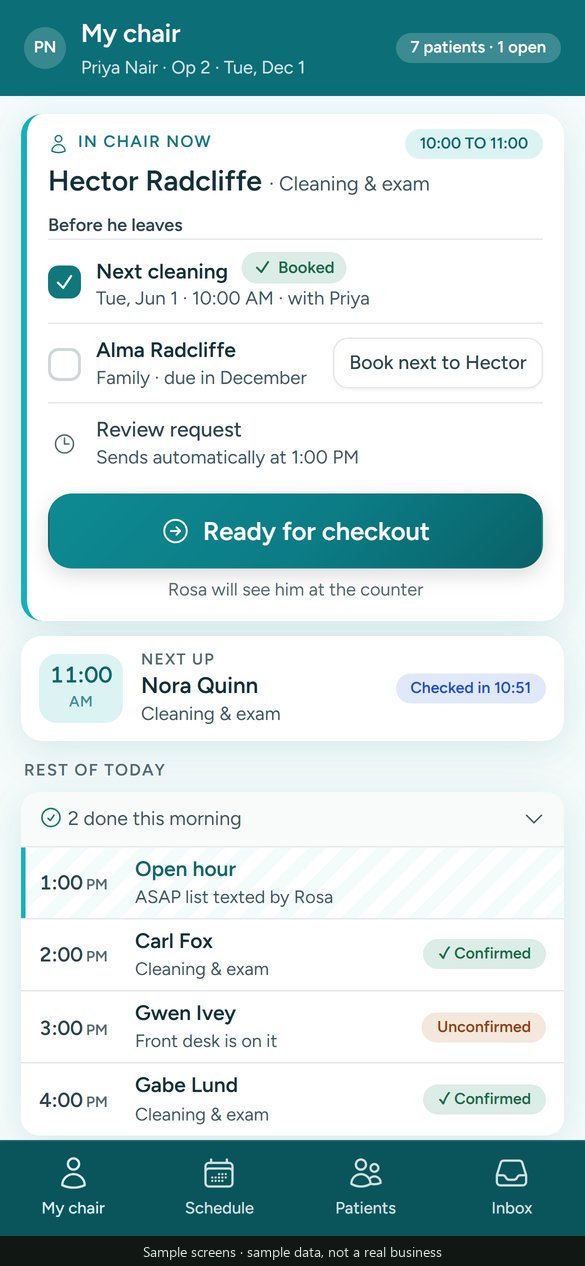 PN
My chair
Priya Nair · Op 2 · Tue, Dec 1
7 patients · 1 open
IN CHAIR NOW
10:00 TO 11:00
Hector Radcliffe · Cleaning & exam
Before he leaves
Next cleaning
Booked
Tue, Jun 1 · 10:00 AM · with Priya
Alma Radcliffe
Family · due in December
Book next to Hector
Review request
Sends automatically at 1:00 PM
Ready for checkout
Rosa will see him at the counter
11:00
AM
NEXT UP
Nora Quinn
Cleaning & exam
Checked in 10:51
REST OF TODAY
2 done this morning
1:00 PM
Open hour
ASAP list texted by Rosa
2:00 PM
Carl Fox
Cleaning & exam
✓ Confirmed
3:00 PM
Gwen Ivey
Front desk is on it
Unconfirmed
4:00 PM
Gabe Lund
Cleaning & exam
✓ Confirmed
My chair
Schedule
Patients
Inbox
Sample screens · sample data, not a real business